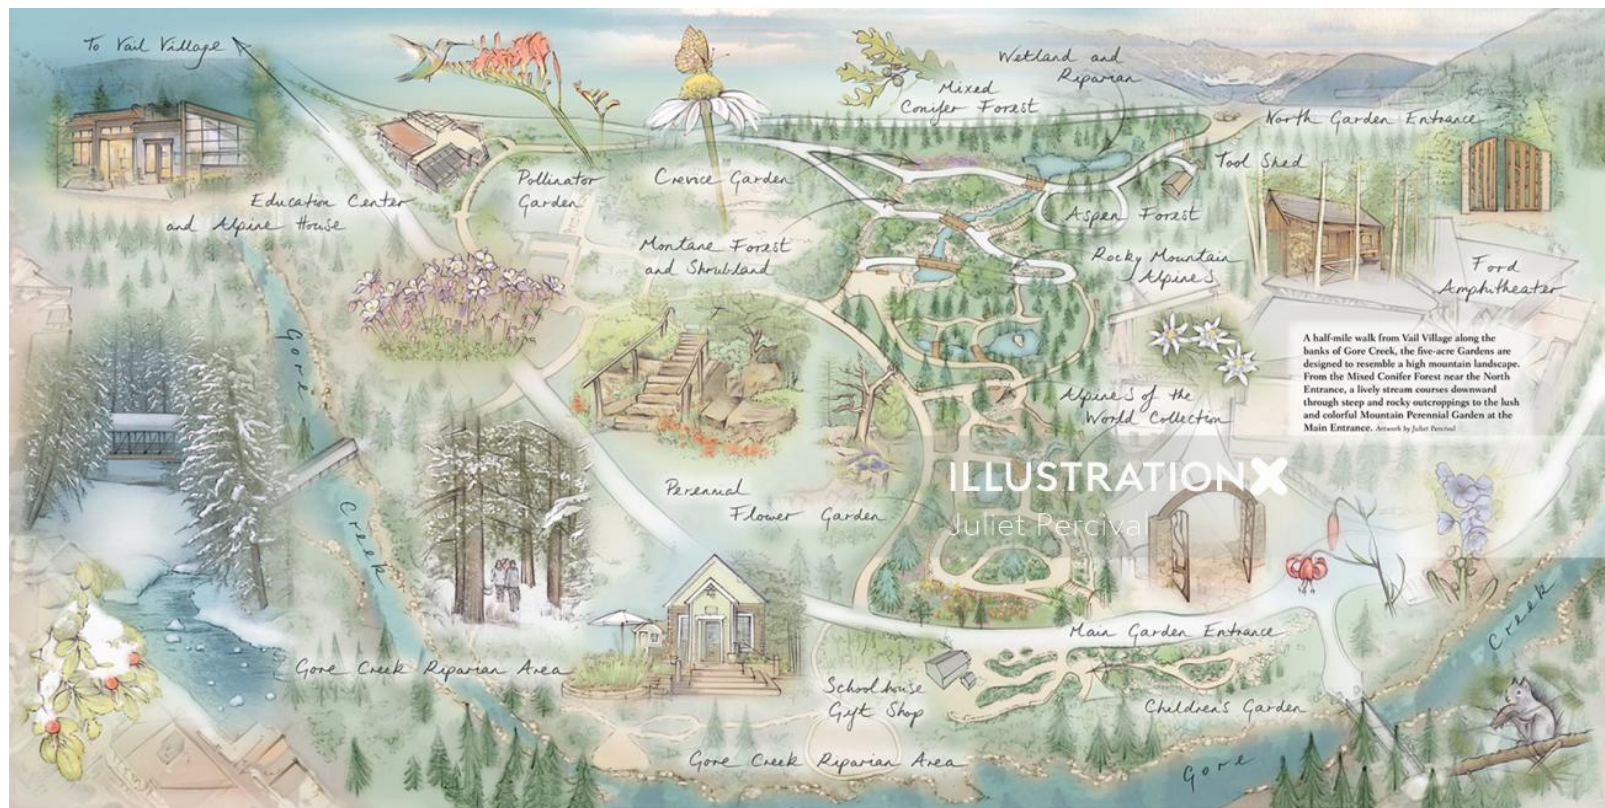 To Vail Village
Wetland and
Riparian
Mixed
Conifer Forest
North Garden Entrance
Tool Shed
Pollinator
Garden
Crevice Garden
Education Center
and Alpine House
Aspen Forest
Montane Forest
and Shrubland
Rocky Mountain
Alpines
Ford
Amphitheater
A half-mile walk from Vail Village along the
banks of Gore Creek, the five-acre Gardens are
designed to resemble a high mountain landscape.
From the Mixed Conifer Forest near the North
Entrance, a lively stream courses downward
through steep and rocky outcroppings to the lush
and colorful Mountain Perennial Garden at the
Main Entrance. Artwork by Juliet Percival
Gore
Creek
Alpines of the
World Collection
ILLUSTRATIONX
Juliet Percival
Perennial
Flower Garden
Main Garden Entrance
Gore Creek Riparian Area
Schoolhouse
Gift Shop
Children's Garden
Gore Creek Riparian Area
Gore
Creek